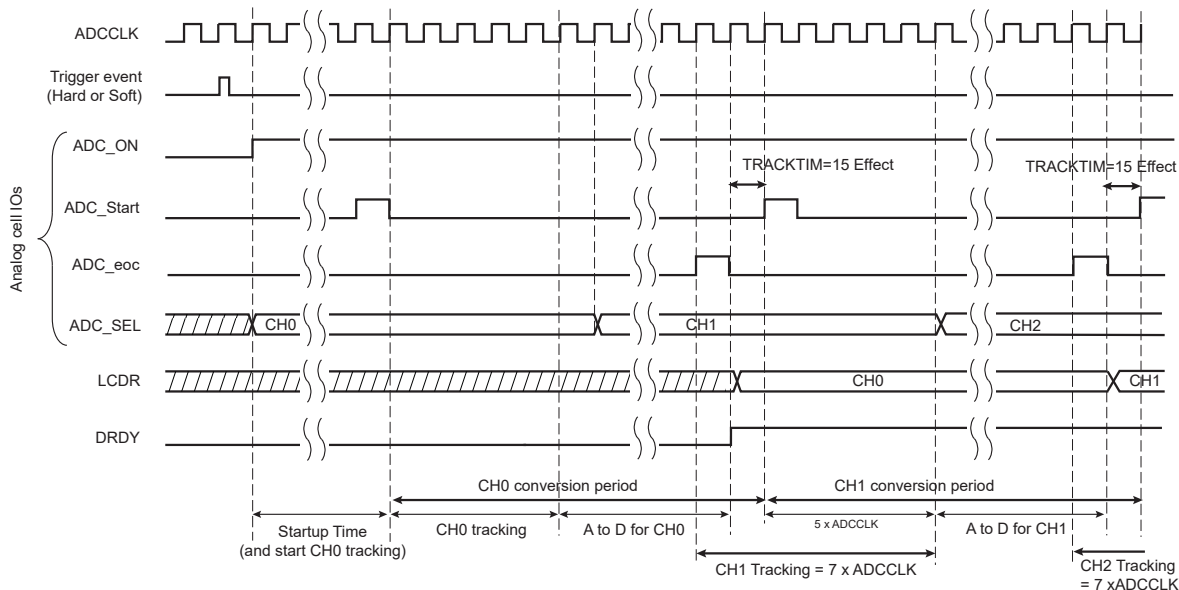 ADCCLK
Trigger event
(Hard or Soft)
Analog cell IOs
ADC_ON
TRACKTIM=15 Effect
TRACKTIM=15 Effect
ADC_Start
ADC_eoc
ADC_SEL
CH0
CH1
CH2
LCDR
CH0
CH1
DRDY
CH0 conversion period
CH1 conversion period
Startup Time
(and start CH0 tracking)
CH0 tracking
A to D for CH0
5 x ADCCLK
A to D for CH1
CH1 Tracking = 7 x ADCCLK
CH2 Tracking
= 7 xADCCLK